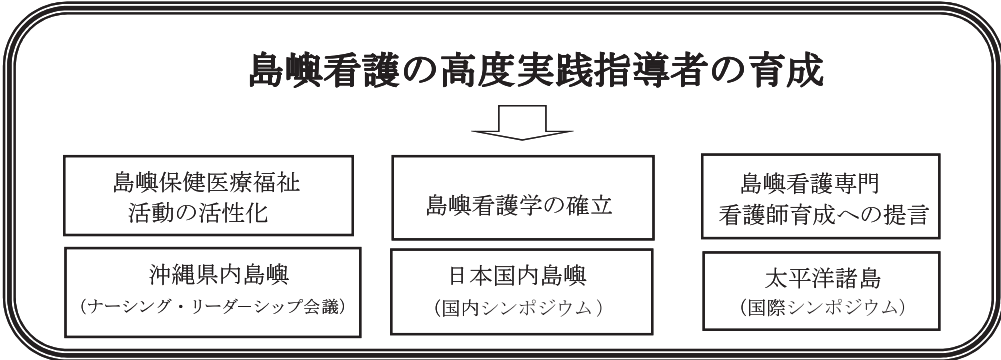 島嶼看護の高度実践指導者の育成
島嶼保健医療福祉
活動の活性化
島嶼看護学の確立
島嶼看護専門
看護師育成への提言
沖縄県内島嶼
(ナーシング・リーダーシップ会議)
日本国内島嶼
(国内シンポジウム)
太平洋諸島
(国際シンポジウム)